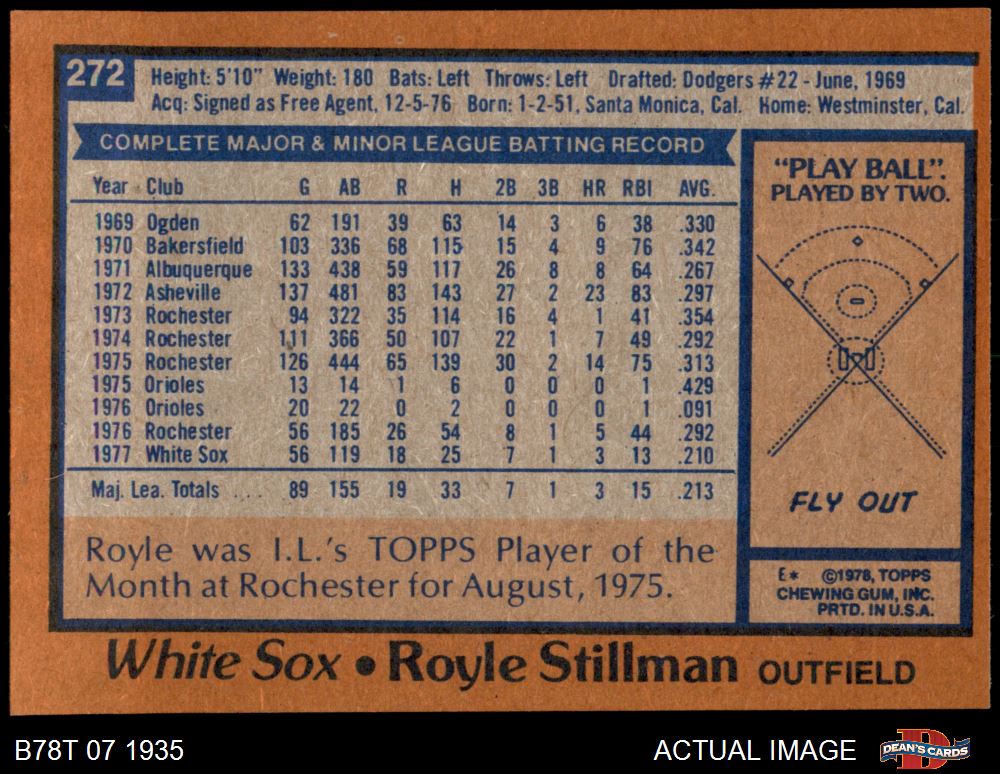 272
Height: 5'10" Weight: 180 Bats: Left Throws: Left Drafted: Dodgers #22 - June, 1969
Acq: Signed as Free Agent, 12-5-76 Born: 1-2-51, Santa Monica, Cal. Home: Westminster, Cal.
COMPLETE MAJOR & MINOR LEAGUE BATTING RECORD
Year Club G AB R H 2B 3B HR RBI AVG.
1969 Ogden 62 191 39 63 14 3 6 38 .330
1970 Bakersfield 103 336 68 115 15 4 9 76 .342
1971 Albuquerque 133 438 59 117 26 8 8 64 .267
1972 Asheville 137 481 83 143 27 2 23 83 .297
1973 Rochester 94 322 35 114 16 4 1 41 .354
1974 Rochester 111 366 50 107 22 1 7 49 .292
1975 Rochester 126 444 65 139 30 2 14 75 .313
1975 Orioles 13 14 1 6 0 0 0 1 .429
1976 Orioles 20 22 0 2 0 0 0 1 .091
1976 Rochester 56 185 26 54 8 1 5 44 .292
1977 White Sox 56 119 18 25 7 1 3 13 .210
Maj. Lea. Totals ... 89 155 19 33 7 1 3 15 .213
Royle was I.L.'s TOPPS Player of the
Month at Rochester for August, 1975.
"PLAY BALL".
PLAYED BY TWO.
FLY OUT
E* ©1978, TOPPS
CHEWING GUM, INC.
PRTD. IN U.S.A.
White Sox • Royle Stillman OUTFIELD
B78T 07 1935
ACTUAL IMAGE
DEAN'S CARDS